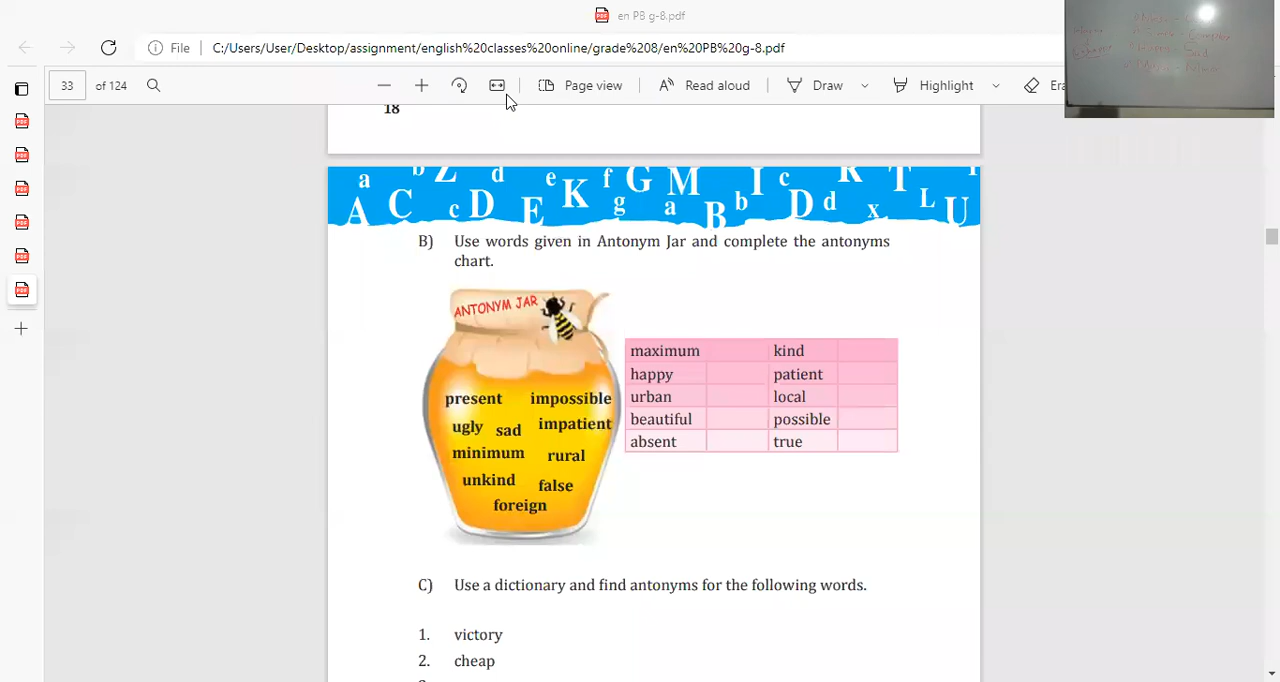 en PB g-8.pdf
File C:/Users/User/Desktop/assignment/english%20classes%20online/grade%208/en%20PB%20g-8.pdf
33 of 124 Page view Read aloud Draw Highlight
18
a b Z d e f G M I c R T
A C c D E K g a B b D d x L U
B) Use words given in Antonym Jar and complete the antonyms
chart.
ANTONYM JAR
present impossible
ugly sad impatient
minimum rural
unkind false
foreign
maximum kind
happy patient
urban local
beautiful possible
absent true
C) Use a dictionary and find antonyms for the following words.
1. victory
2. cheap